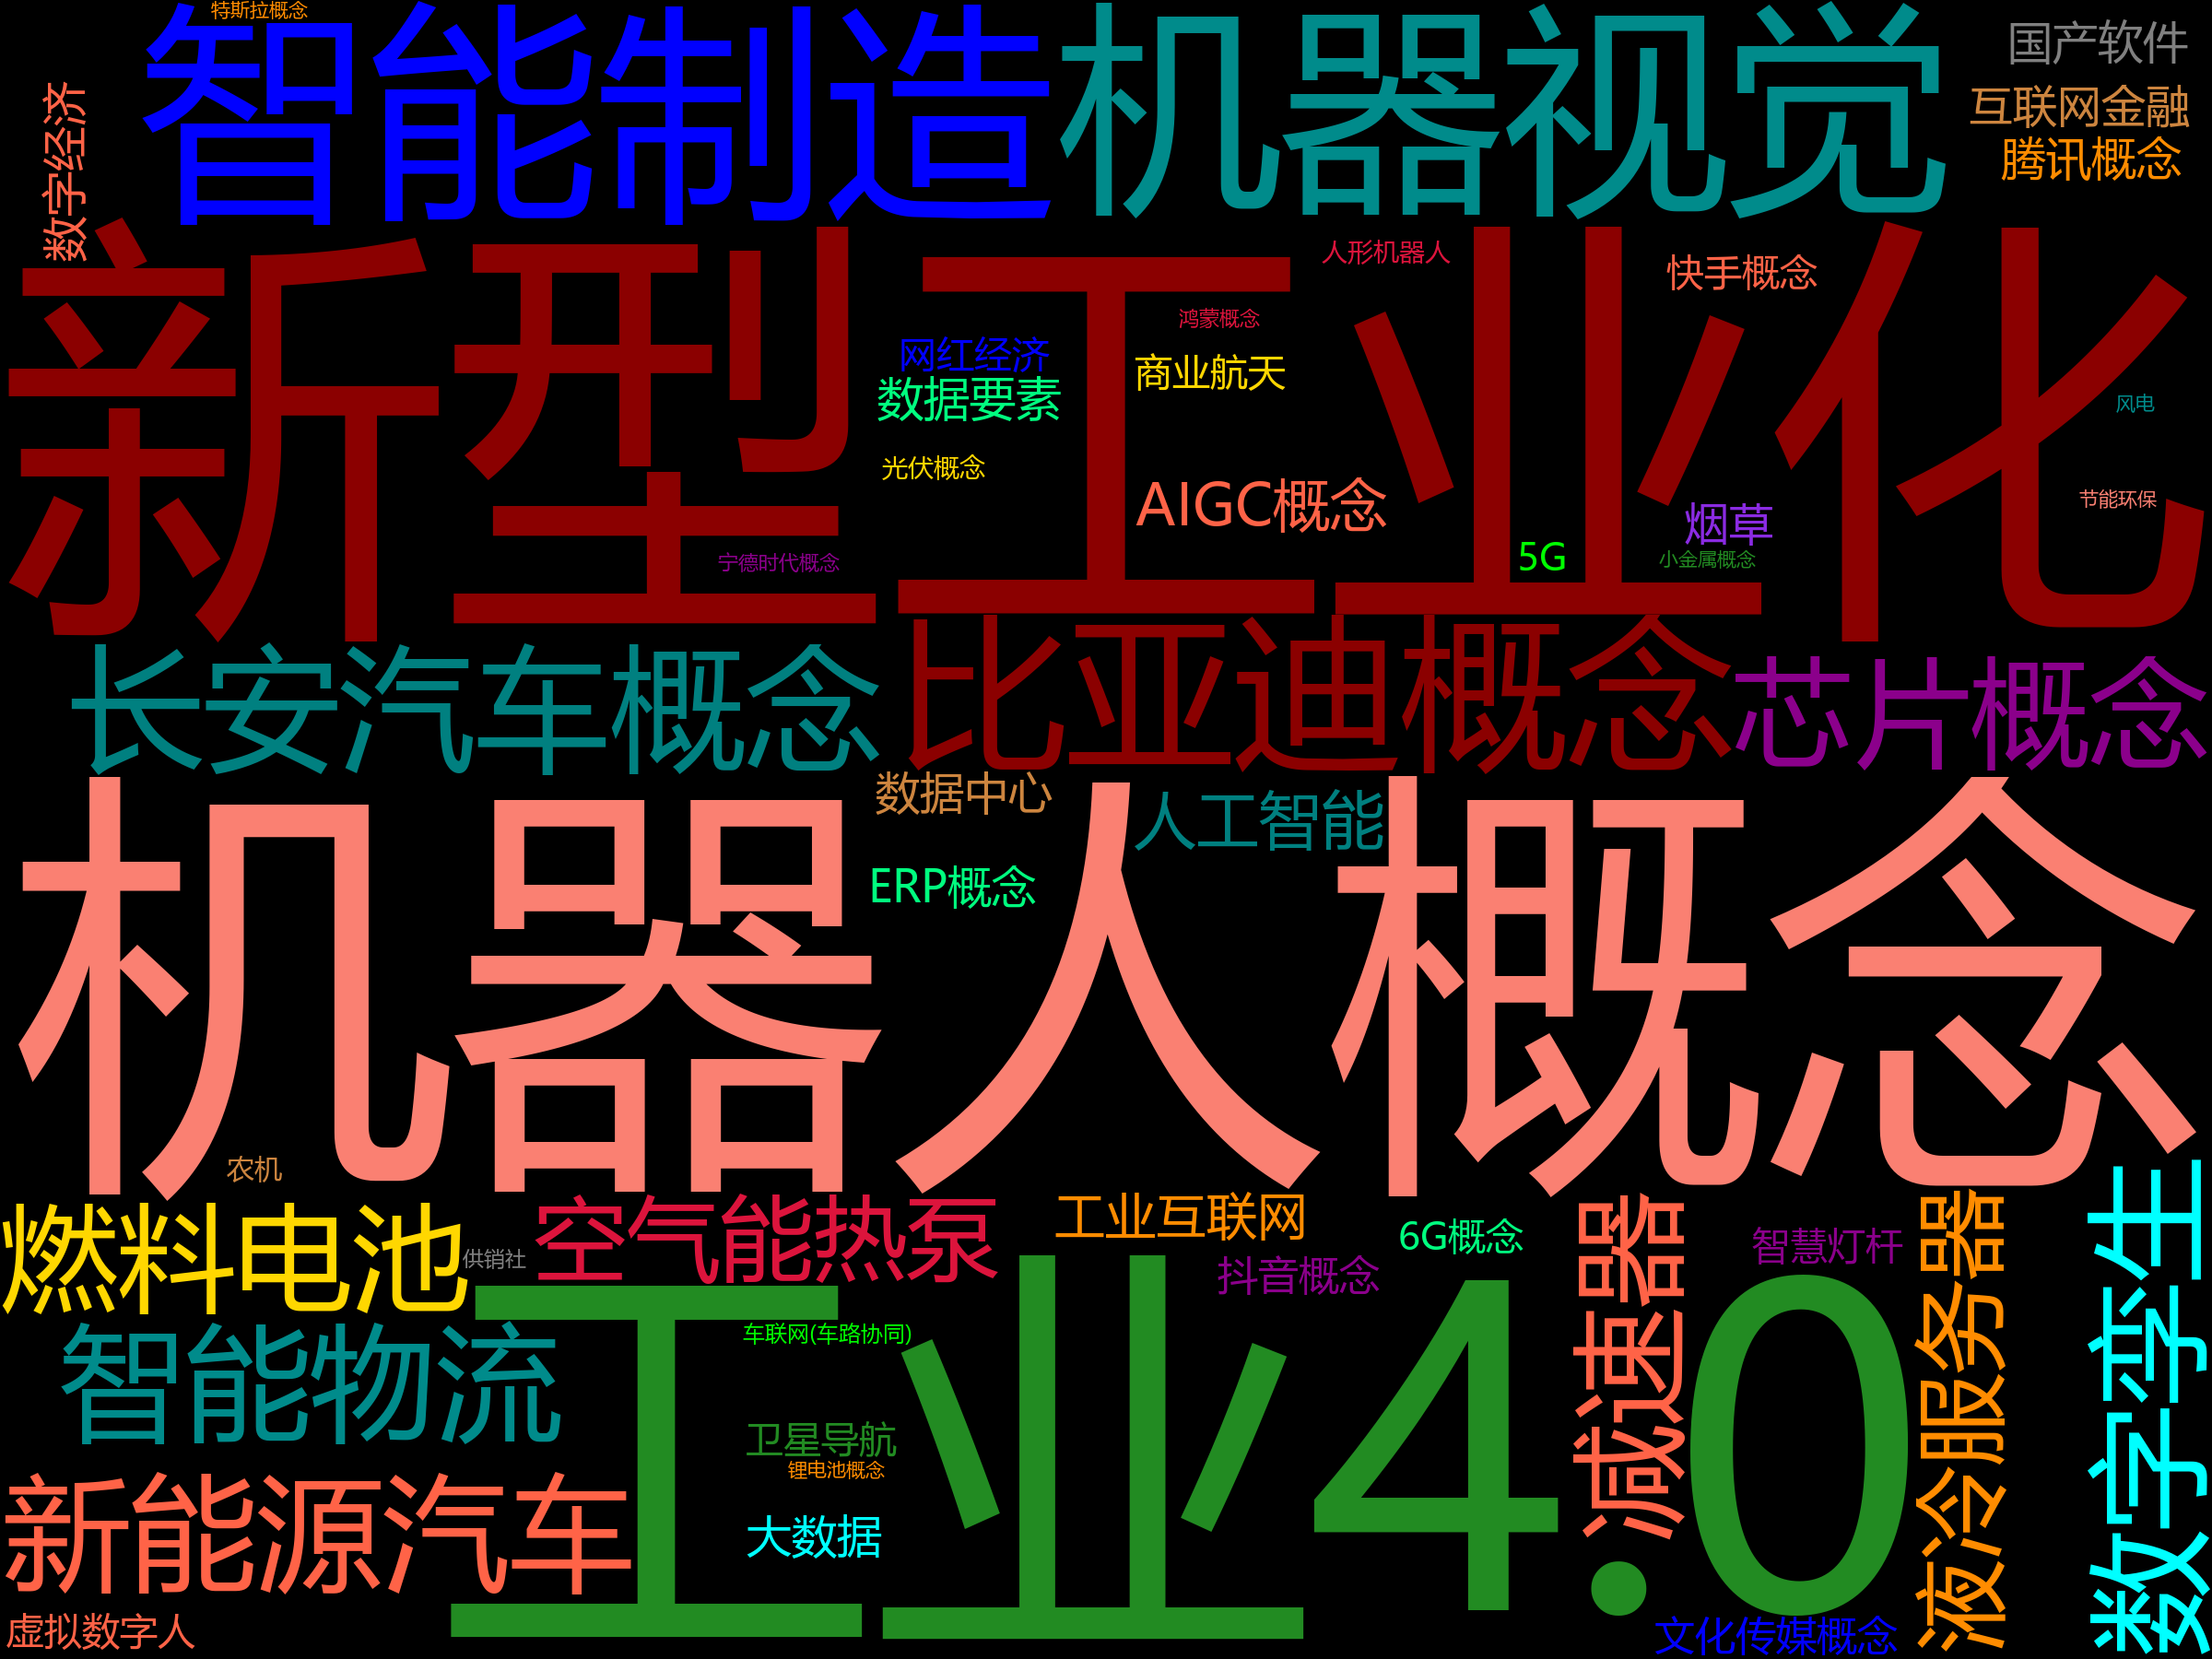 特斯拉概念
智能制造
机器视觉
国产软件
互联网金融
腾讯概念
数字经济
新型工业化
人形机器人
快手概念
鸿蒙概念
网红经济
商业航天
数据要素
风电
光伏概念
AIGC概念
节能环保
烟草
5G
小金属概念
宁德时代概念
长安汽车概念
比亚迪概念
芯片概念
数据中心
人工智能
ERP概念
机器人概念
农机
燃料电池
空气能热泵
工业互联网
6G概念
智慧灯杆
供销社
抖音概念
减速器
液冷服务器
数字孪生
智能物流
车联网(车路协同)
工业4.0
卫星导航
锂电池概念
新能源汽车
大数据
虚拟数字人
文化传媒概念